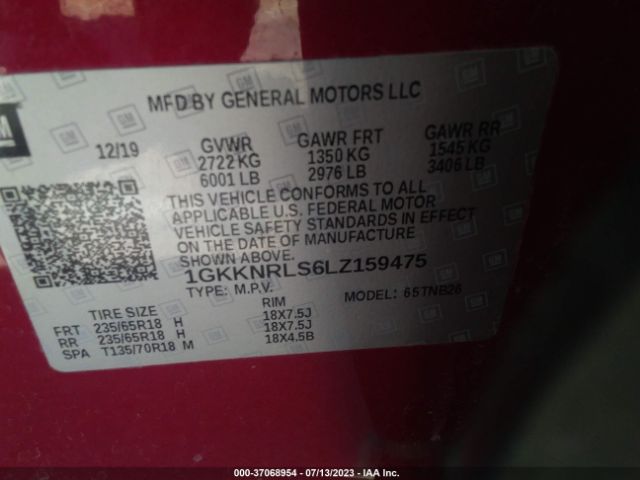 GM
MFD BY GENERAL MOTORS LLC
12/19 GVWR GAWR FRT GAWR RR
2722 KG 1350 KG 1545 KG
6001 LB 2976 LB 3406 LB
THIS VEHICLE CONFORMS TO ALL
APPLICABLE U.S. FEDERAL MOTOR
VEHICLE SAFETY STANDARDS IN EFFECT
ON THE DATE OF MANUFACTURE
SHOWN ABOVE.
1GKKNRLS6LZ159475
TYPE: M.P.V. MODEL: 65TNB26
TIRE SIZE RIM
FRT 235/65R18 H 18X7.5J
RR 235/65R18 H 18X7.5J
SPA T135/70R18 M 18X4.5B
000-37068954 - 07/13/2023 - IAA Inc.